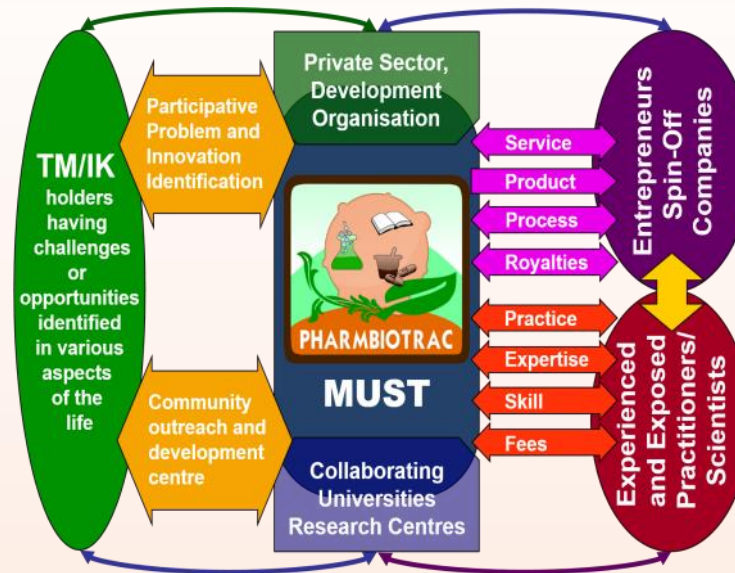 TM/IK
holders
having
challenges
or
opportunities
identified
in various
aspects
of the
life
Participative
Problem and
Innovation
Identification
Community
outreach and
development
centre
Private Sector,
Development
Organisation
PHARMBIOTRAC
MUST
Collaborating
Universities
Research Centres
Service
Product
Process
Royalties
Practice
Expertise
Skill
Fees
Entrepreneurs
Spin-Off
Companies
Experienced
and Exposed
Practitioners/
Scientists